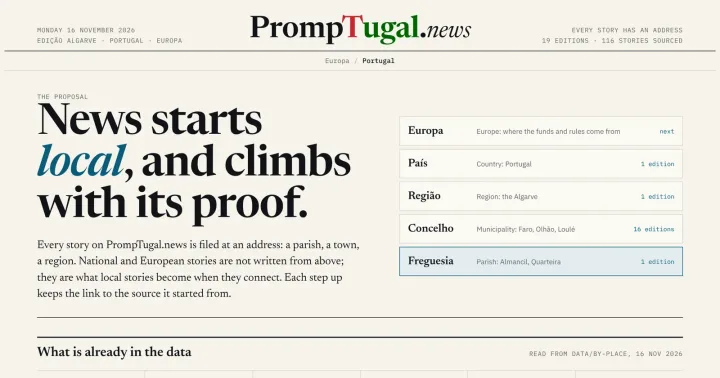 MONDAY 16 NOVEMBER 2026
EDIÇÃO ALGARVE · PORTUGAL · EUROPA
PrompTugal.news
EVERY STORY HAS AN ADDRESS
19 EDITIONS · 116 STORIES SOURCED
Europa / Portugal
THE PROPOSAL
News starts
local, and climbs
with its proof.
Every story on PrompTugal.news is filed at an address: a parish, a town,
a region. National and European stories are not written from above;
they are what local stories become when they connect. Each step up
keeps the link to the source it started from.
Europa Europe: where the funds and rules come from next
País Country: Portugal 1 edition
Região Region: the Algarve 1 edition
Concelho Municipality: Faro, Olhão, Loulé 16 editions
Freguesia Parish: Almancil, Quarteira 1 edition
What is already in the data
READ FROM DATA/BY-PLACE, 16 NOV 2026